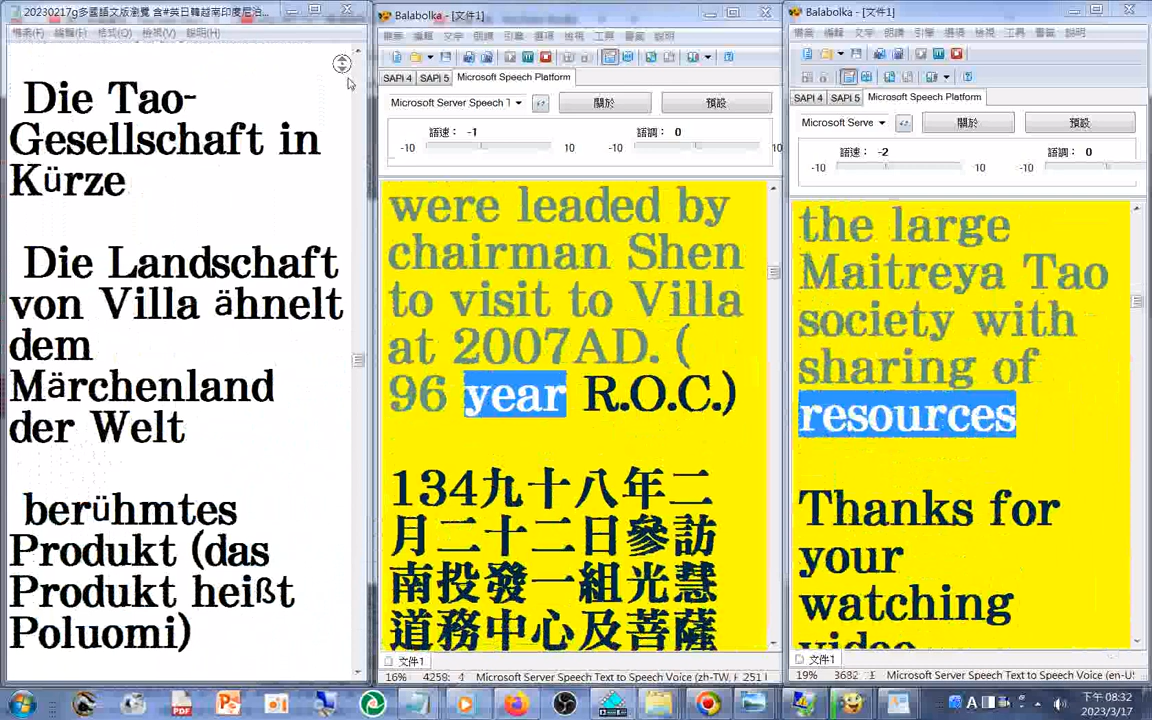 20230217g多國語文版瀏覽 含#英日韓越南印度尼泊...
檔案(F) 編輯(E) 格式(O) 檢視(V) 說明(H)
Die Tao-
Gesellschaft in
Kürze
Die Landschaft
von Villa ähnelt
dem
Märchenland
der Welt
berühmtes
Produkt (das
Produkt heißt
Poluomi)
Balabolka - [文件1]
檔案 編輯 文字 朗讀 引擎 選項 檢視 工具 書籤 說明
SAPI 4 SAPI 5 Microsoft Speech Platform
Microsoft Server Speech T 關於 預設
語速： -1 語調： 0
-10 10 -10 10
were leaded by
chairman Shen
to visit to Villa
at 2007AD. (
96 year R.O.C.)
134九十八年二
月二十二日參訪
南投發一組光慧
道務中心及菩薩
文件1
16% 4258: Microsoft Server Speech Text to Speech Voice (zh-TW, 251
Balabolka - [文件1]
檔案 編輯 文字 朗讀 引擎 選項 檢視 工具 書籤 說明
SAPI 4 SAPI 5 Microsoft Speech Platform
Microsoft Serve 關於 預設
語速： -2 語調： 0
-10 10 -10
the large
Maitreya Tao
society with
sharing of
resources
Thanks for
your
watching
video
文件1
19% 3682 Microsoft Server Speech Text to Speech Voice (en-US
下午 08:32
2023/3/17